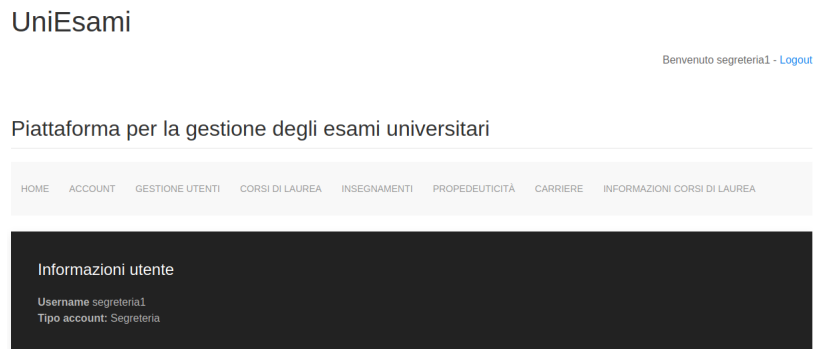 UniEsami
Benvenuto segreteria1 - Logout
Piattaforma per la gestione degli esami universitari
HOME ACCOUNT GESTIONE UTENTI CORSI DI LAUREA INSEGNAMENTI PROPEDEUTICITÀ CARRIERE INFORMAZIONI CORSI DI LAUREA
Informazioni utente
Username segreteria1
Tipo account: Segreteria